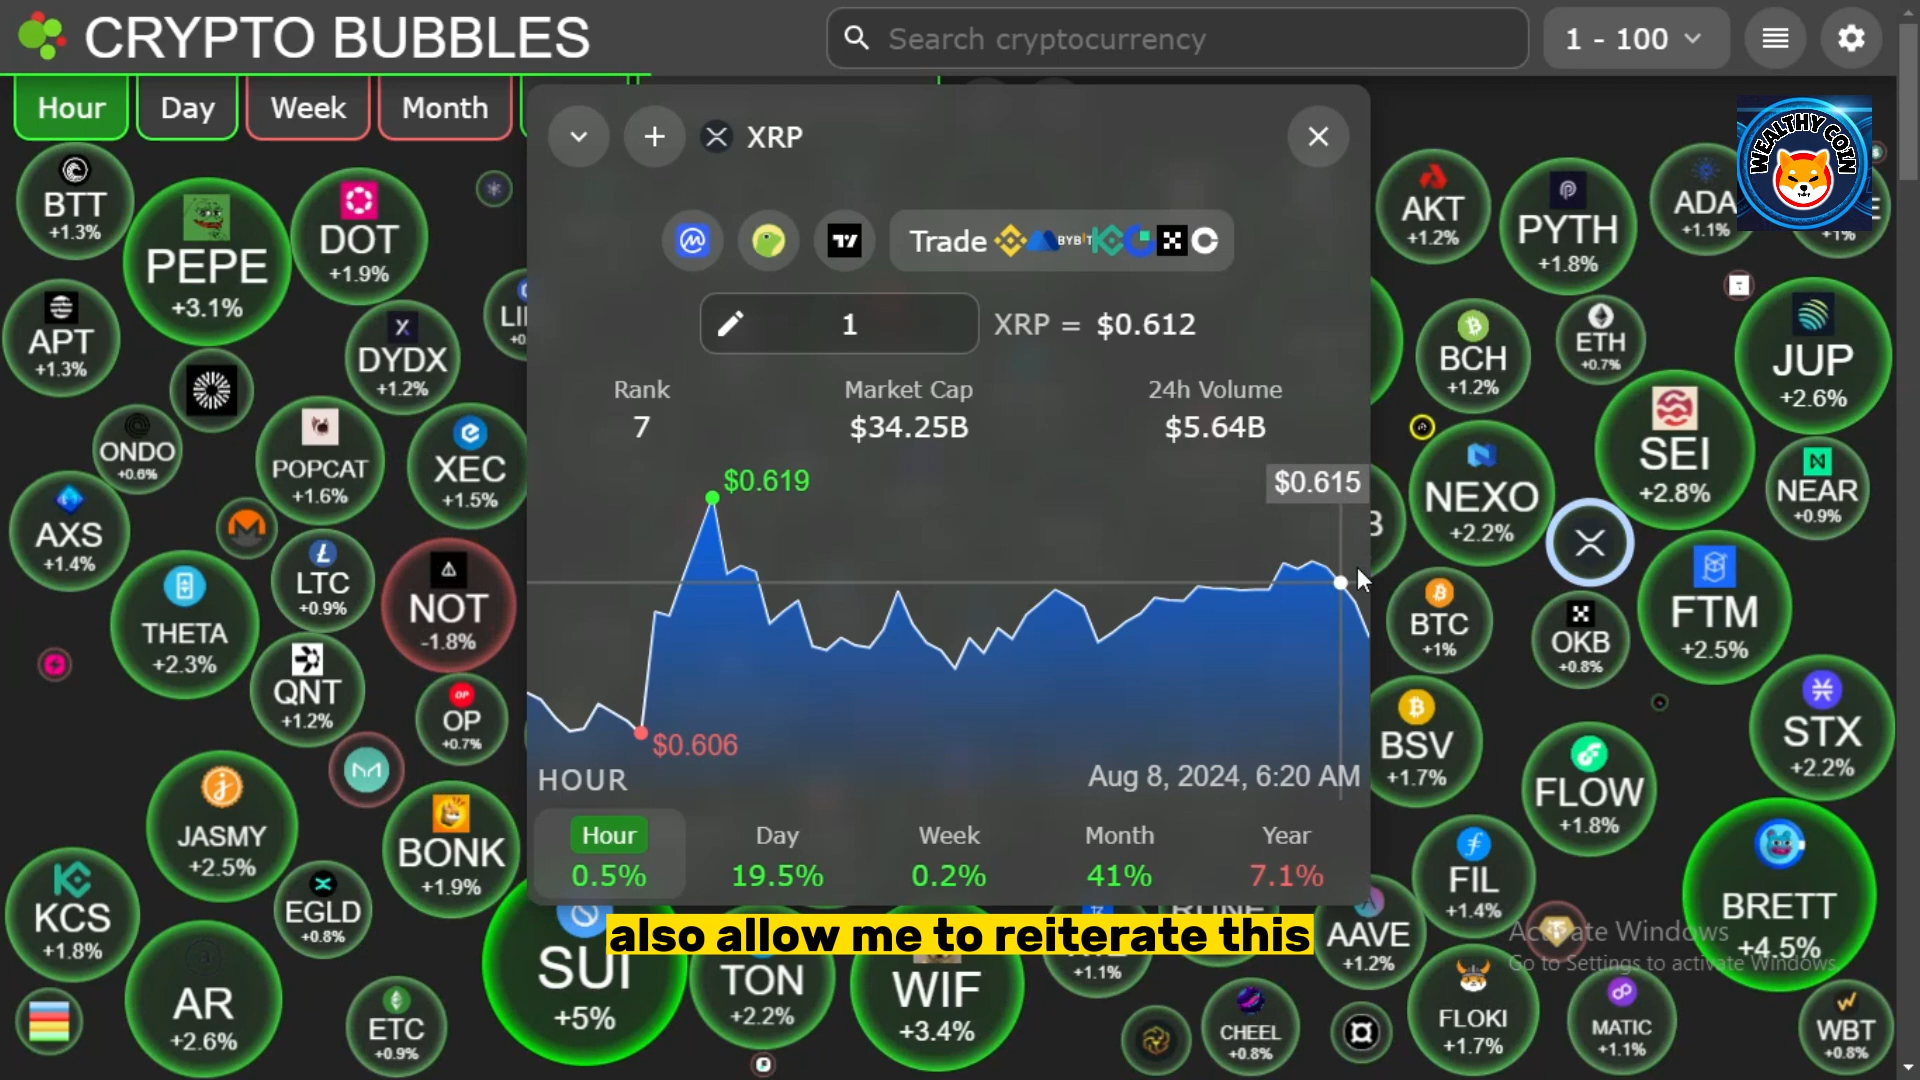 CRYPTO BUBBLES
Search cryptocurrency
1 - 100
Hour
Day
Week
Month
WEALTHY COIN
XRP
Trade
BYBIT
1
XRP = $0.612
Rank
7
Market Cap
$34.25B
24h Volume
$5.64B
$0.619
$0.615
$0.606
HOUR
Aug 8, 2024, 6:20 AM
Hour
0.5%
Day
19.5%
Week
0.2%
Month
41%
Year
7.1%
also allow me to reiterate this
BTT
+1.3%
PEPE
+3.1%
DOT
+1.9%
APT
+1.3%
DYDX
+1.2%
LI
+0.
ONDO
+0.6%
POPCAT
+1.6%
XEC
+1.5%
AXS
+1.4%
LTC
+0.9%
NOT
-1.8%
THETA
+2.3%
QNT
+1.2%
OP
+0.7%
JASMY
+2.5%
BONK
+1.9%
KCS
+1.8%
EGLD
+0.8%
AR
+2.6%
ETC
+0.9%
SUI
+5%
TON
+2.2%
WIF
+3.4%
+1.1%
RUNE
CHEEL
+0.8%
AKT
+1.2%
PYTH
+1.8%
ADA
+1.1%
E
+1%
BCH
+1.2%
ETH
+0.7%
JUP
+2.6%
SEI
+2.8%
NEXO
+2.2%
NEAR
+0.9%
B
BTC
+1%
OKB
+0.8%
FTM
+2.5%
BSV
+1.7%
STX
+2.2%
FLOW
+1.8%
FIL
+1.4%
BRETT
+4.5%
AAVE
+1.2%
FLOKI
+1.7%
MATIC
+1.1%
WBT
+0.8%
Activate Windows
Go to Settings to activate Windows.